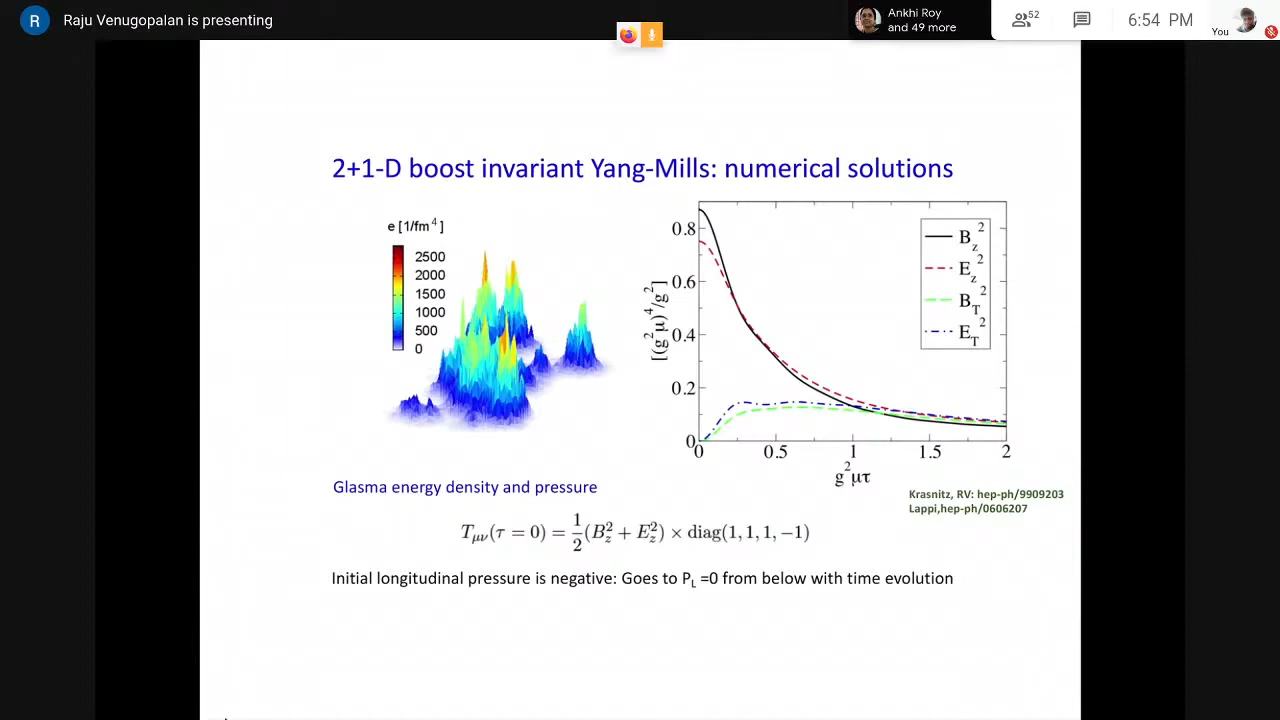 R
Raju Venugopalan is presenting
Ankhi Roy
and 49 more
52
6:54 PM
You
2+1-D boost invariant Yang-Mills: numerical solutions
e [1/fm⁴]
2500
2000
1500
1000
500
0
[(g²μ)⁴/g²]
0.8
0.6
0.4
0.2
0
0
0.5
1
1.5
2
g²μτ
B_z²
E_z²
B_T²
E_T²
Krasnitz, RV: hep-ph/9909203
Lappi,hep-ph/0606207
Glasma energy density and pressure
T_μν(τ = 0) = 1/2 (B_z² + E_z²) × diag(1, 1, 1, −1)
Initial longitudinal pressure is negative: Goes to P_L =0 from below with time evolution